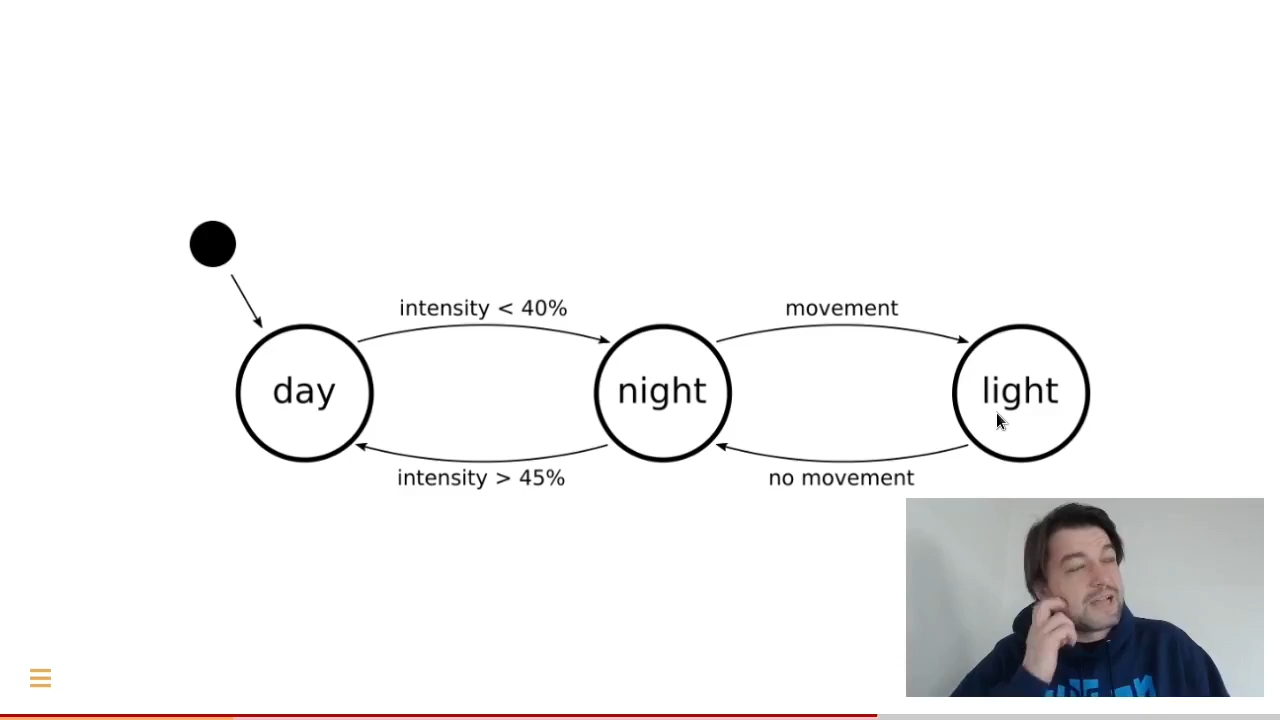 intensity < 40%
movement
day
night
light
intensity > 45%
no movement